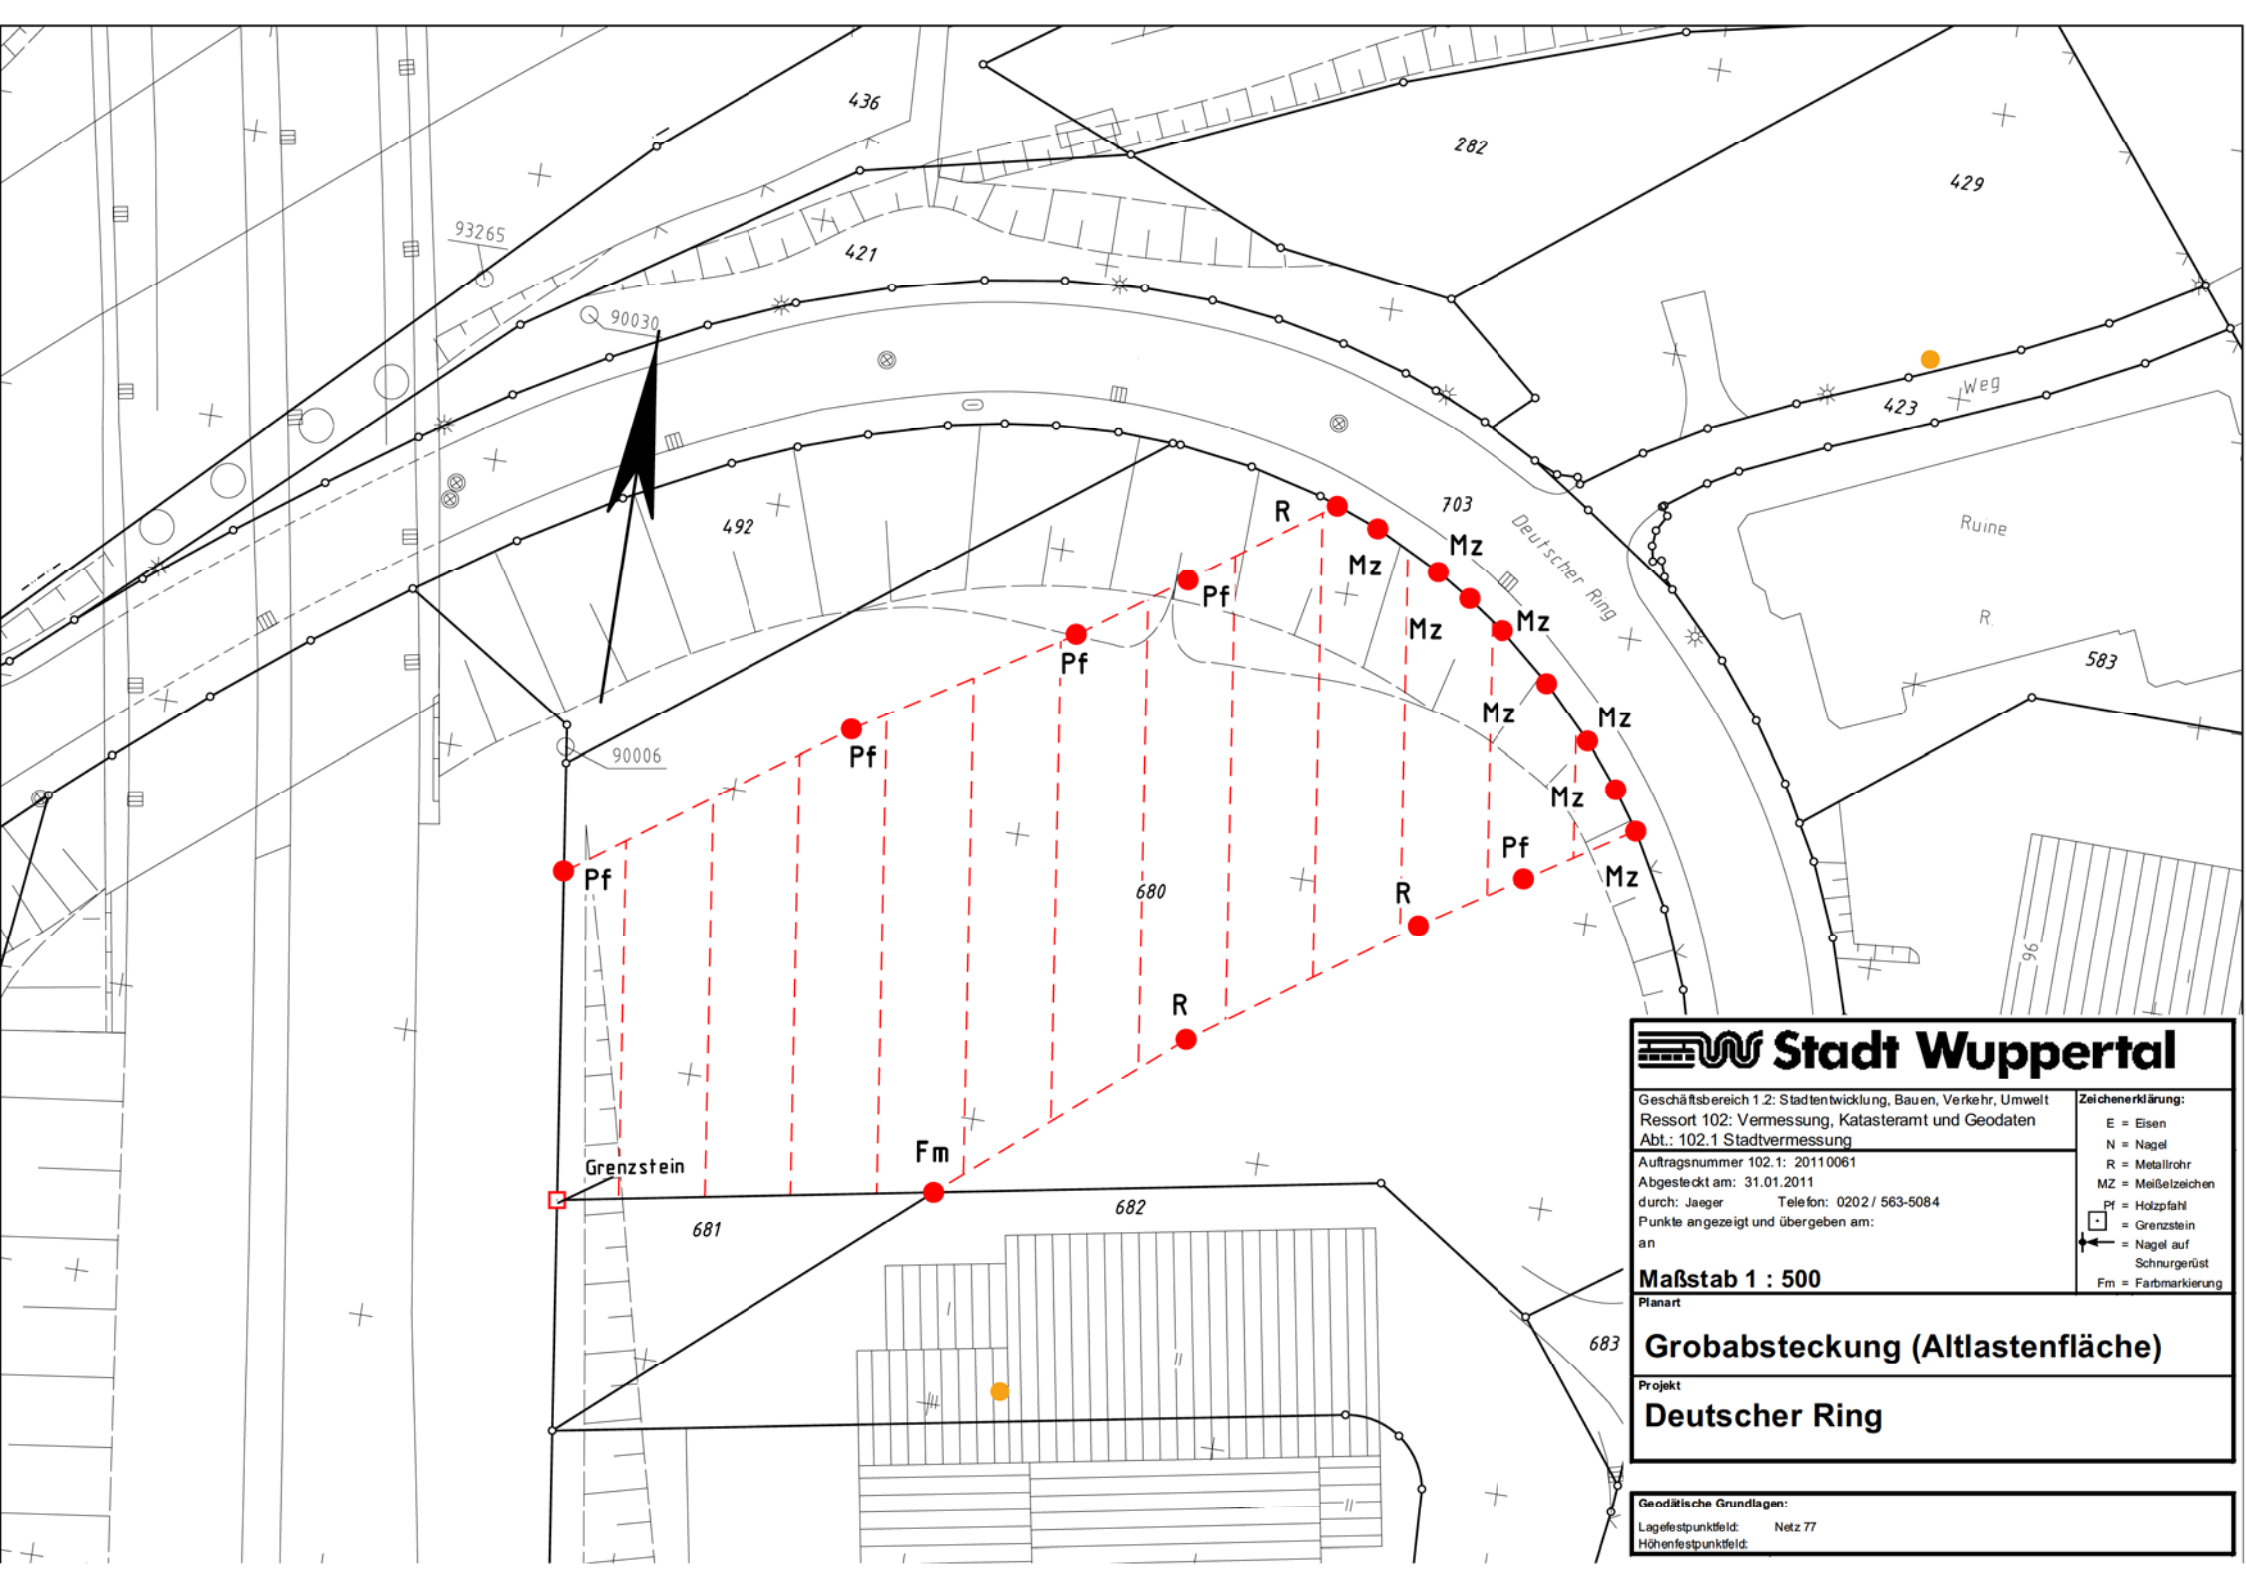 436
282
429
93265
421
90030
Weg
423
492
R
703
Deutscher Ring
Ruine
Mz
Mz
Pf
Mz
Mz
R.
Pf
583
Mz
Mz
Pf
90006
Mz
Pf
Pf
Mz
680
R
96
R
Fm
Grenzstein
681
682
683
Stadt Wuppertal
Geschäftsbereich 1.2: Stadtentwicklung, Bauen, Verkehr, Umwelt
Ressort 102: Vermessung, Katasteramt und Geodaten
Abt.: 102.1 Stadtvermessung
Auftragsnummer 102.1: 20110061
Abgesteckt am: 31.01.2011
durch: Jaeger Telefon: 0202 / 563-5084
Punkte angezeigt und übergeben am:
an
Maßstab 1 : 500
Zeichenerklärung:
E = Eisen
N = Nagel
R = Metallrohr
MZ = Meißelzeichen
Pf = Holzpfahl
= Grenzstein
= Nagel auf
Schnurgerüst
Fm = Farbmarkierung
Planart
Grobabsteckung (Altlastenfläche)
Projekt
Deutscher Ring
Geodätische Grundlagen:
Lagefestpunktfeld: Netz 77
Höhenfestpunktfeld:
I
II
III
II
I